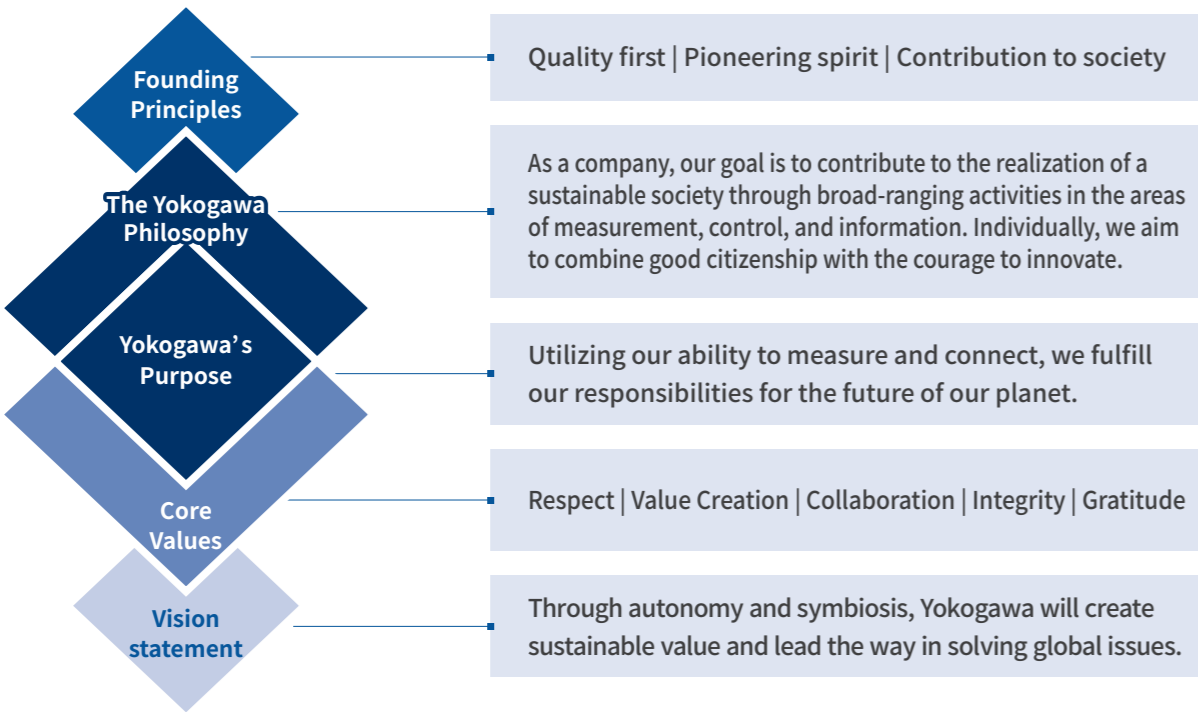 Founding
Principles
Quality first | Pioneering spirit | Contribution to society
The Yokogawa
Philosophy
As a company, our goal is to contribute to the realization of a
sustainable society through broad-ranging activities in the areas
of measurement, control, and information. Individually, we aim
to combine good citizenship with the courage to innovate.
Yokogawa’s
Purpose
Utilizing our ability to measure and connect, we fulfill
our responsibilities for the future of our planet.
Core
Values
Respect | Value Creation | Collaboration | Integrity | Gratitude
Vision
statement
Through autonomy and symbiosis, Yokogawa will create
sustainable value and lead the way in solving global issues.